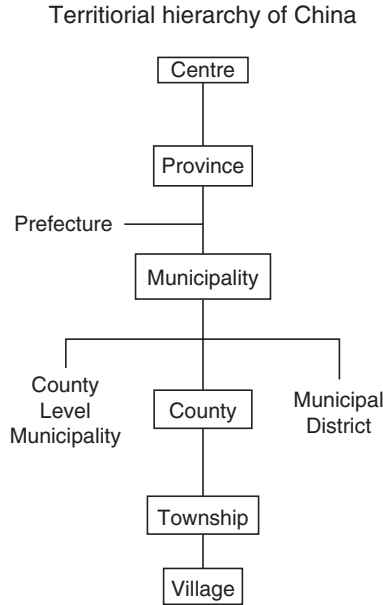 Territiorial hierarchy of China
Centre
Province
Prefecture
Municipality
County
Level
Municipality
County
Municipal
District
Township
Village